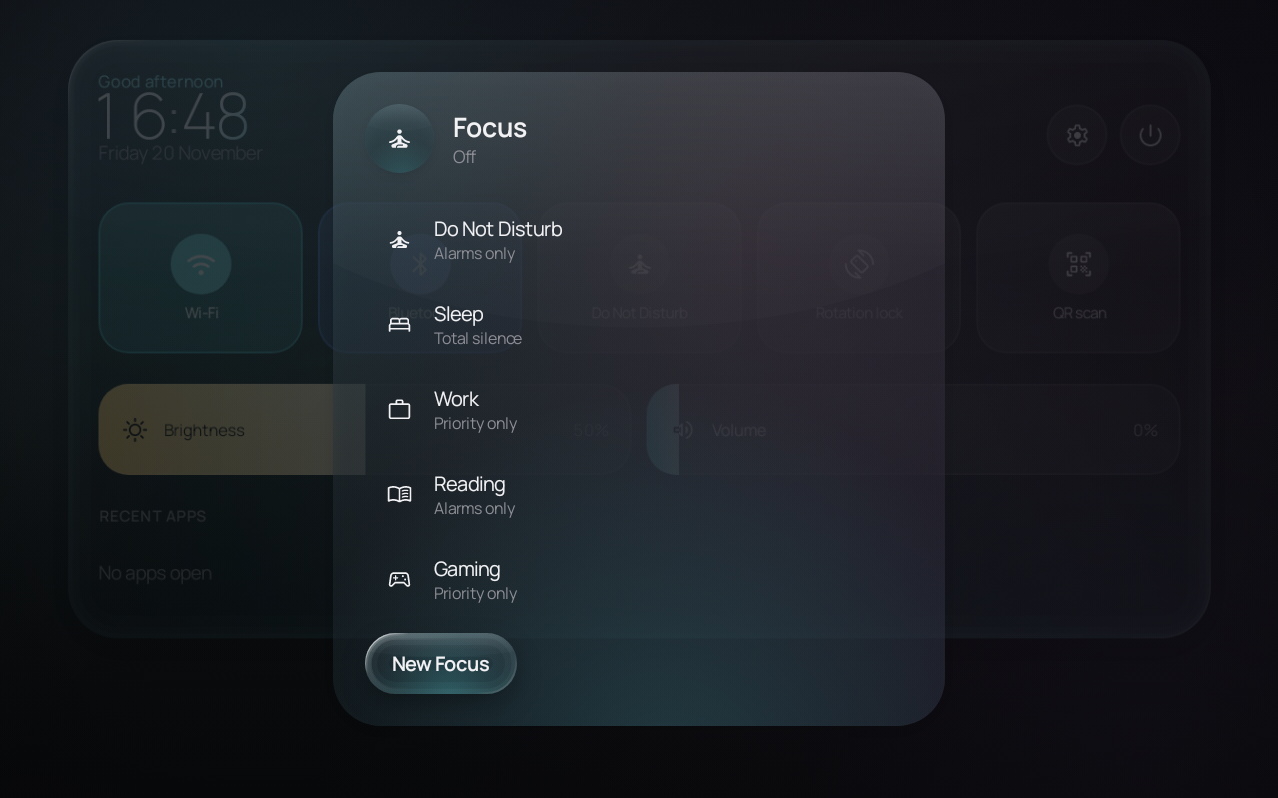 Good afternoon
16:48
Friday 20 November
Focus
Off
Do Not Disturb
Alarms only
Sleep
Total silence
Work
Priority only
Reading
Alarms only
Gaming
Priority only
New Focus
Wi-Fi
Do Not Disturb
Rotation lock
QR scan
Brightness
50%
Volume
0%
RECENT APPS
No apps open